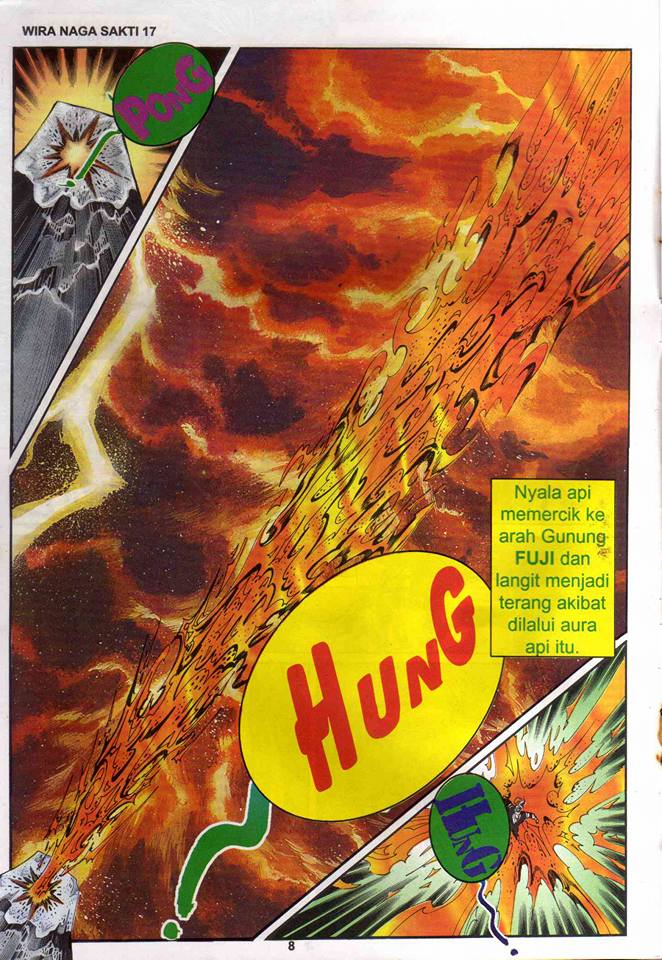 WIRA NAGA SAKTI 17
PONG
Nyala api
memercik ke
arah Gunung
FUJI dan
langit menjadi
terang akibat
dilalui aura
api itu.
HUNG
HUNG
8